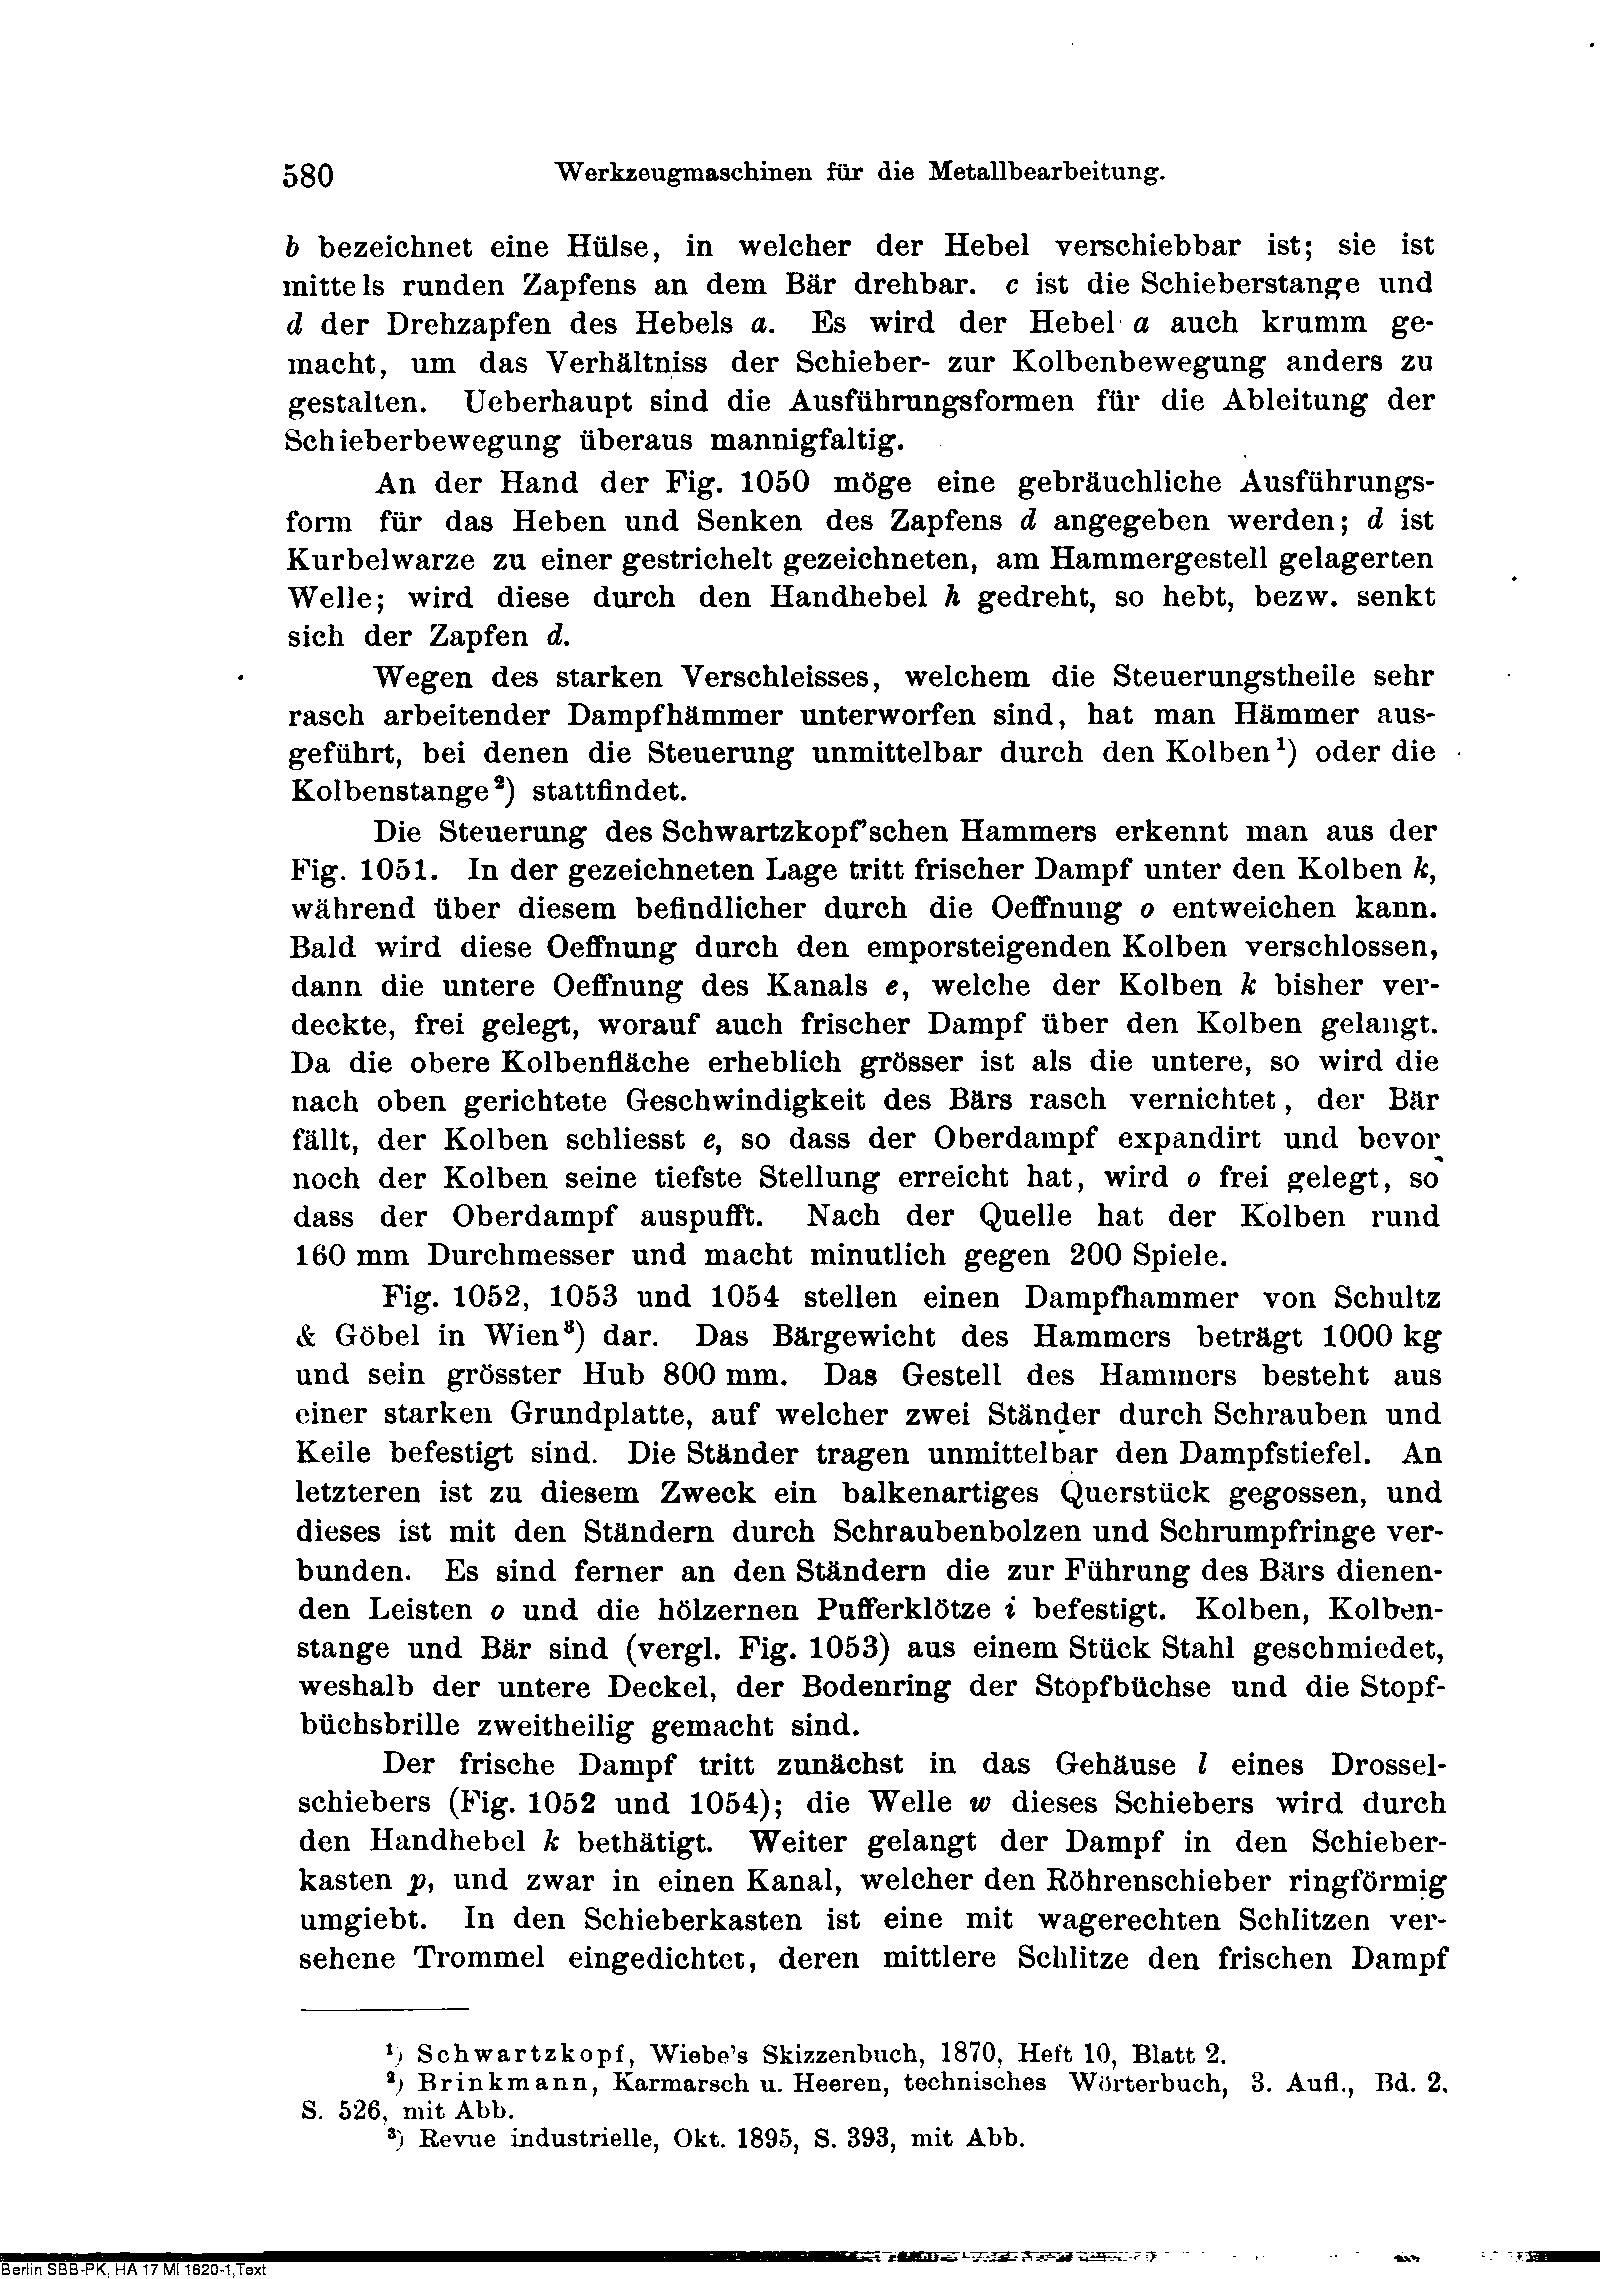 580 Werkzeugmaschinen für die Metallbearbeitung.
b bezeichnet eine Hülse, in welcher der Hebel verschiebbar ist; sie ist
mittels runden Zapfens an dem Bär drehbar. c ist die Schieberstange und
d der Drehzapfen des Hebels a. Es wird der Hebel a auch krumm ge-
macht, um das Verhältniss der Schieber- zur Kolbenbewegung anders zu
gestalten. Ueberhaupt sind die Ausführungsformen für die Ableitung der
Schieberbewegung überaus mannigfaltig.
An der Hand der Fig. 1050 möge eine gebräuchliche Ausführungs-
form für das Heben und Senken des Zapfens d angegeben werden; d ist
Kurbelwarze zu einer gestrichelt gezeichneten, am Hammergestell gelagerten
Welle; wird diese durch den Handhebel h gedreht, so hebt, bezw. senkt
sich der Zapfen d.
Wegen des starken Verschleisses, welchem die Steuerungstheile sehr
rasch arbeitender Dampfhämmer unterworfen sind, hat man Hämmer aus-
geführt, bei denen die Steuerung unmittelbar durch den Kolben¹) oder die
Kolbenstange²) stattfindet.
Die Steuerung des Schwartzkopf'schen Hammers erkennt man aus der
Fig. 1051. In der gezeichneten Lage tritt frischer Dampf unter den Kolben k,
während über diesem befindlicher durch die Oeffnung o entweichen kann.
Bald wird diese Oeffnung durch den emporsteigenden Kolben verschlossen,
dann die untere Oeffnung des Kanals e, welche der Kolben k bisher ver-
deckte, frei gelegt, worauf auch frischer Dampf über den Kolben gelangt.
Da die obere Kolbenfläche erheblich grösser ist als die untere, so wird die
nach oben gerichtete Geschwindigkeit des Bärs rasch vernichtet, der Bär
fällt, der Kolben schliesst e, so dass der Oberdampf expandirt und bevor
noch der Kolben seine tiefste Stellung erreicht hat, wird o frei gelegt, so
dass der Oberdampf auspufft. Nach der Quelle hat der Kolben rund
160 mm Durchmesser und macht minutlich gegen 200 Spiele.
Fig. 1052, 1053 und 1054 stellen einen Dampfhammer von Schultz
& Göbel in Wien³) dar. Das Bärgewicht des Hammers beträgt 1000 kg
und sein grösster Hub 800 mm. Das Gestell des Hammers besteht aus
einer starken Grundplatte, auf welcher zwei Ständer durch Schrauben und
Keile befestigt sind. Die Ständer tragen unmittelbar den Dampfstiefel. An
letzteren ist zu diesem Zweck ein balkenartiges Querstück gegossen, und
dieses ist mit den Ständern durch Schraubenbolzen und Schrumpfringe ver-
bunden. Es sind ferner an den Ständern die zur Führung des Bärs dienen-
den Leisten o und die hölzernen Pufferklötze i befestigt. Kolben, Kolben-
stange und Bär sind (vergl. Fig. 1053) aus einem Stück Stahl geschmiedet,
weshalb der untere Deckel, der Bodenring der Stopfbüchse und die Stopf-
büchsbrille zweitheilig gemacht sind.
Der frische Dampf tritt zunächst in das Gehäuse l eines Drossel-
schiebers (Fig. 1052 und 1054); die Welle w dieses Schiebers wird durch
den Handhebel k bethätigt. Weiter gelangt der Dampf in den Schieber-
kasten p, und zwar in einen Kanal, welcher den Röhrenschieber ringförmig
umgiebt. In den Schieberkasten ist eine mit wagerechten Schlitzen ver-
sehene Trommel eingedichtet, deren mittlere Schlitze den frischen Dampf
¹) Schwartzkopf, Wiebe's Skizzenbuch, 1870, Heft 10, Blatt 2.
²) Brinkmann, Karmarsch u. Heeren, technisches Wörterbuch, 3. Aufl., Bd. 2,
S. 526, mit Abb.
³) Revue industrielle, Okt. 1895, S. 393, mit Abb.
Berlin SBB-PK, HA 17 MI 1620-1,Text